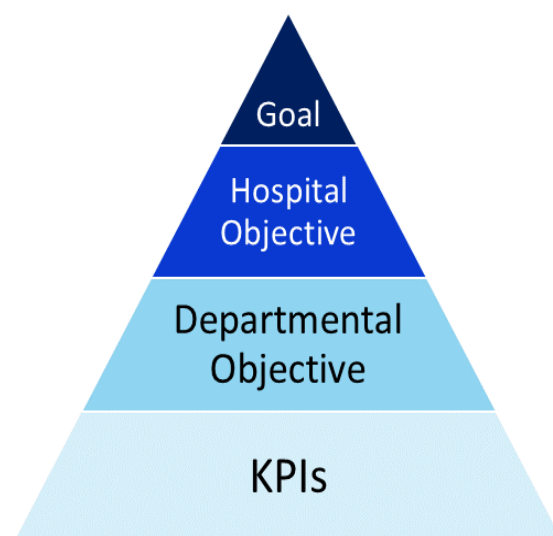 Goal
Hospital
Objective
Departmental
Objective
KPIs